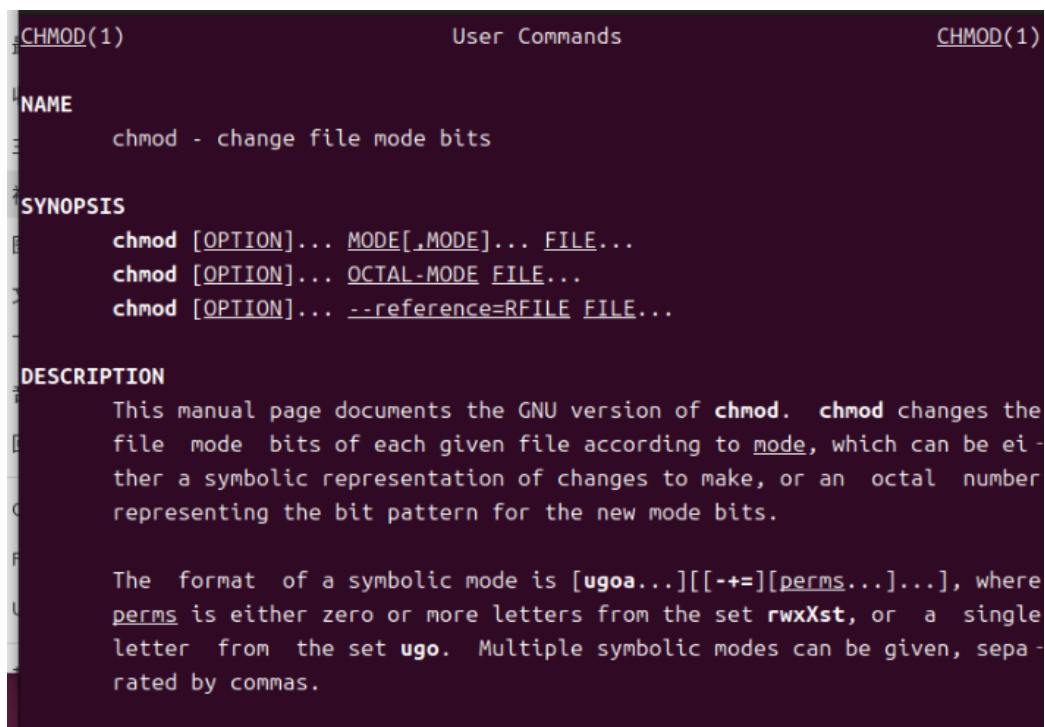 CHMOD(1) User Commands CHMOD(1)
NAME
chmod - change file mode bits
SYNOPSIS
chmod [OPTION]... MODE[,MODE]... FILE...
chmod [OPTION]... OCTAL-MODE FILE...
chmod [OPTION]... --reference=RFILE FILE...
DESCRIPTION
This manual page documents the GNU version of chmod. chmod changes the
file mode bits of each given file according to mode, which can be ei-
ther a symbolic representation of changes to make, or an octal number
representing the bit pattern for the new mode bits.
The format of a symbolic mode is [ugoa...][[-+=][perms...]...], where
perms is either zero or more letters from the set rwxXst, or a single
letter from the set ugo. Multiple symbolic modes can be given, sepa-
rated by commas.